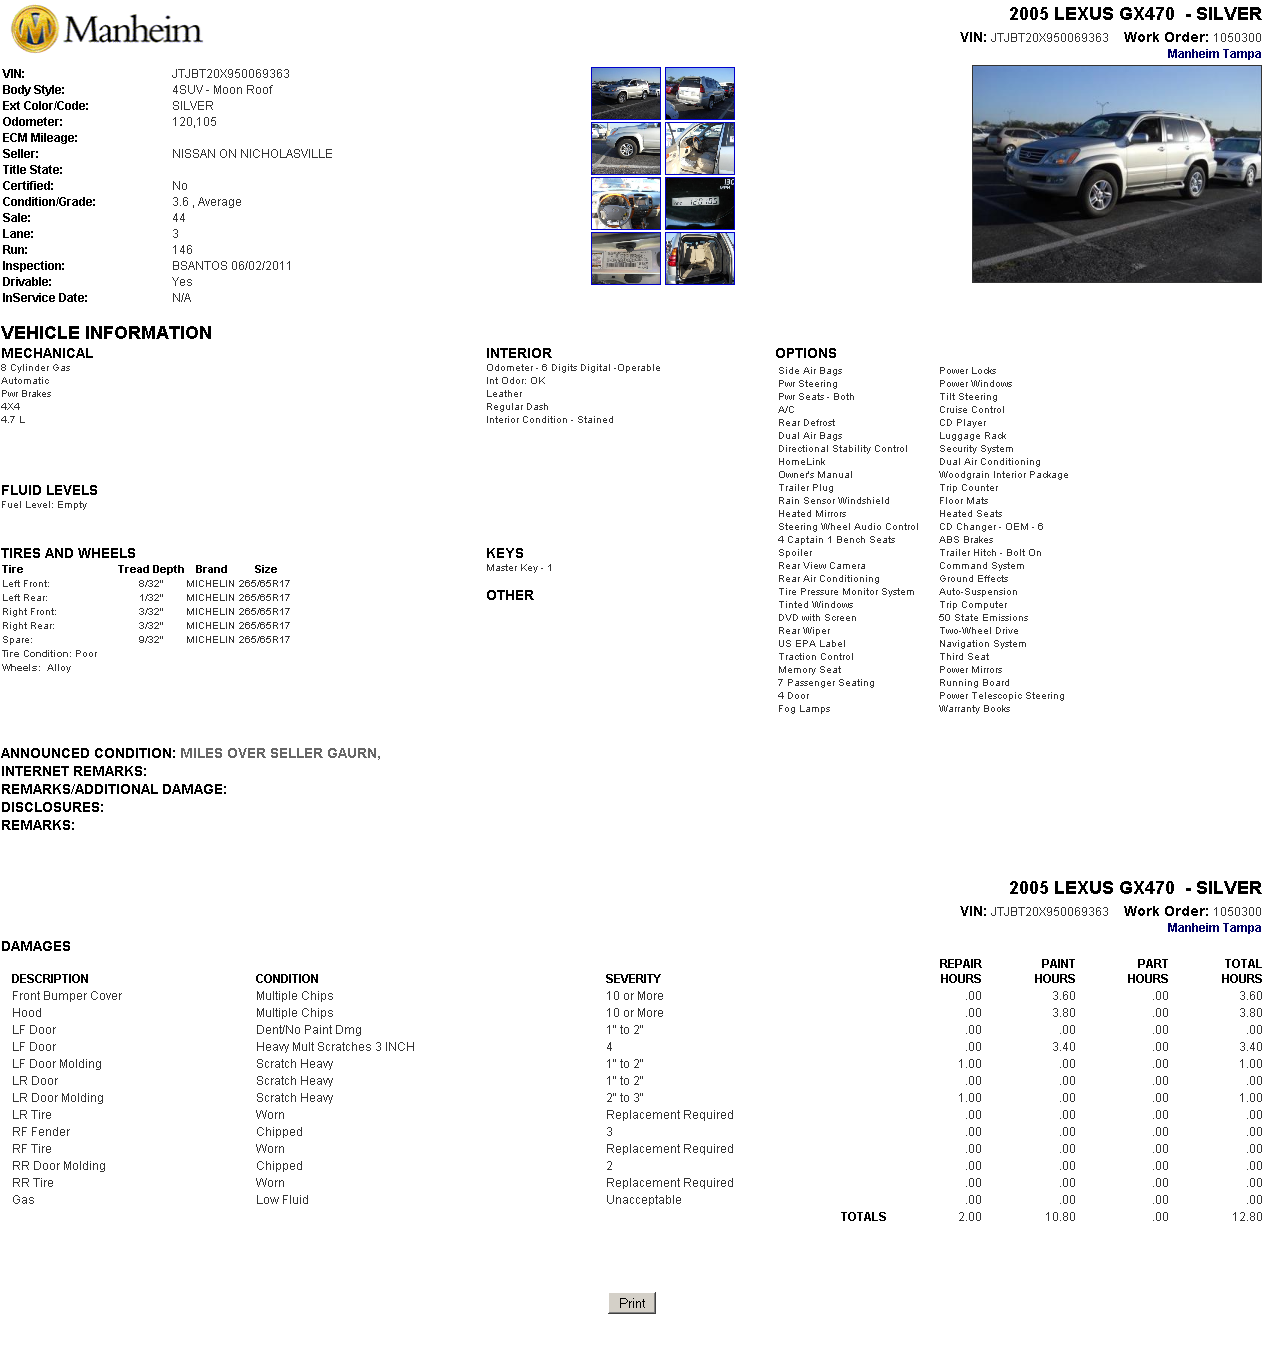 Manheim
2005 LEXUS GX470 - SILVER
VIN: JTJBT20X950069363 Work Order: 1050300
Manheim Tampa
VIN: JTJBT20X950069363
Body Style: 4SUV - Moon Roof
Ext Color/Code: SILVER
Odometer: 120,105
ECM Mileage:
Seller: NISSAN ON NICHOLASVILLE
Title State:
Certified: No
Condition/Grade: 3.6 , Average
Sale: 44
Lane: 3
Run: 146
Inspection: BSANTOS 06/02/2011
Drivable: Yes
InService Date: N/A
VEHICLE INFORMATION
MECHANICAL
8 Cylinder Gas
Automatic
Pwr Brakes
4X4
4.7 L
INTERIOR
Odometer - 6 Digits Digital -Operable
Int Odor: OK
Leather
Regular Dash
Interior Condition - Stained
OPTIONS
Side Air Bags Power Locks
Pwr Steering Power Windows
Pwr Seats - Both Tilt Steering
A/C Cruise Control
Rear Defrost CD Player
Dual Air Bags Luggage Rack
Directional Stability Control Security System
HomeLink Dual Air Conditioning
Owner's Manual Woodgrain Interior Package
Trailer Plug Trip Counter
Rain Sensor Windshield Floor Mats
Heated Mirrors Heated Seats
Steering Wheel Audio Control CD Changer - OEM - 6
4 Captain 1 Bench Seats ABS Brakes
Spoiler Trailer Hitch - Bolt On
Rear View Camera Command System
Rear Air Conditioning Ground Effects
Tire Pressure Monitor System Auto-Suspension
Tinted Windows Trip Computer
DVD with Screen 50 State Emissions
Rear Wiper Two-Wheel Drive
US EPA Label Navigation System
Traction Control Third Seat
Memory Seat Power Mirrors
7 Passenger Seating Running Board
4 Door Power Telescopic Steering
Fog Lamps Warranty Books
FLUID LEVELS
Fuel Level: Empty
TIRES AND WHEELS
Tire Tread Depth Brand Size
Left Front: 8/32" MICHELIN 265/65R17
Left Rear: 1/32" MICHELIN 265/65R17
Right Front: 3/32" MICHELIN 265/65R17
Right Rear: 3/32" MICHELIN 265/65R17
Spare: 9/32" MICHELIN 265/65R17
Tire Condition: Poor
Wheels: Alloy
KEYS
Master Key - 1
OTHER
ANNOUNCED CONDITION: MILES OVER SELLER GAURN,
INTERNET REMARKS:
REMARKS/ADDITIONAL DAMAGE:
DISCLOSURES:
REMARKS:
2005 LEXUS GX470 - SILVER
VIN: JTJBT20X950069363 Work Order: 1050300
Manheim Tampa
DAMAGES
DESCRIPTION CONDITION SEVERITY REPAIR HOURS PAINT HOURS PART HOURS TOTAL HOURS
Front Bumper Cover Multiple Chips 10 or More .00 3.60 .00 3.60
Hood Multiple Chips 10 or More .00 3.80 .00 3.80
LF Door Dent/No Paint Dmg 1" to 2" .00 .00 .00 .00
LF Door Heavy Mult Scratches 3 INCH 4 .00 3.40 .00 3.40
LF Door Molding Scratch Heavy 1" to 2" 1.00 .00 .00 1.00
LR Door Scratch Heavy 1" to 2" .00 .00 .00 .00
LR Door Molding Scratch Heavy 2" to 3" 1.00 .00 .00 1.00
LR Tire Worn Replacement Required .00 .00 .00 .00
RF Fender Chipped 3 .00 .00 .00 .00
RF Tire Worn Replacement Required .00 .00 .00 .00
RR Door Molding Chipped 2 .00 .00 .00 .00
RR Tire Worn Replacement Required .00 .00 .00 .00
Gas Low Fluid Unacceptable .00 .00 .00 .00
TOTALS 2.00 10.80 .00 12.80
Print